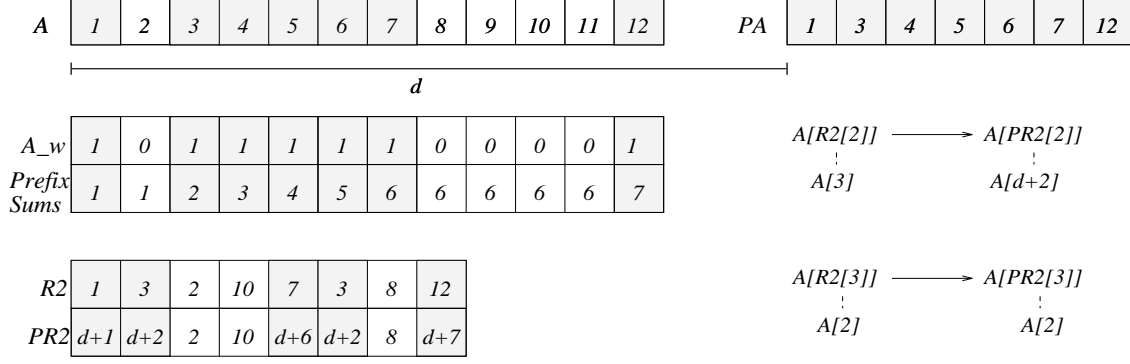 A 1 2 3 4 5 6 7 8 9 10 11 12 PA 1 3 4 5 6 7 12
d
A_w 1 0 1 1 1 1 1 0 0 0 0 1
Prefix Sums 1 1 2 3 4 5 6 6 6 6 6 7
A[R2[2]] A[PR2[2]]
A[3] A[d+2]
R2 1 3 2 10 7 3 8 12
PR2 d+1 d+2 2 10 d+6 d+2 8 d+7
A[R2[3]] A[PR2[3]]
A[2] A[2]